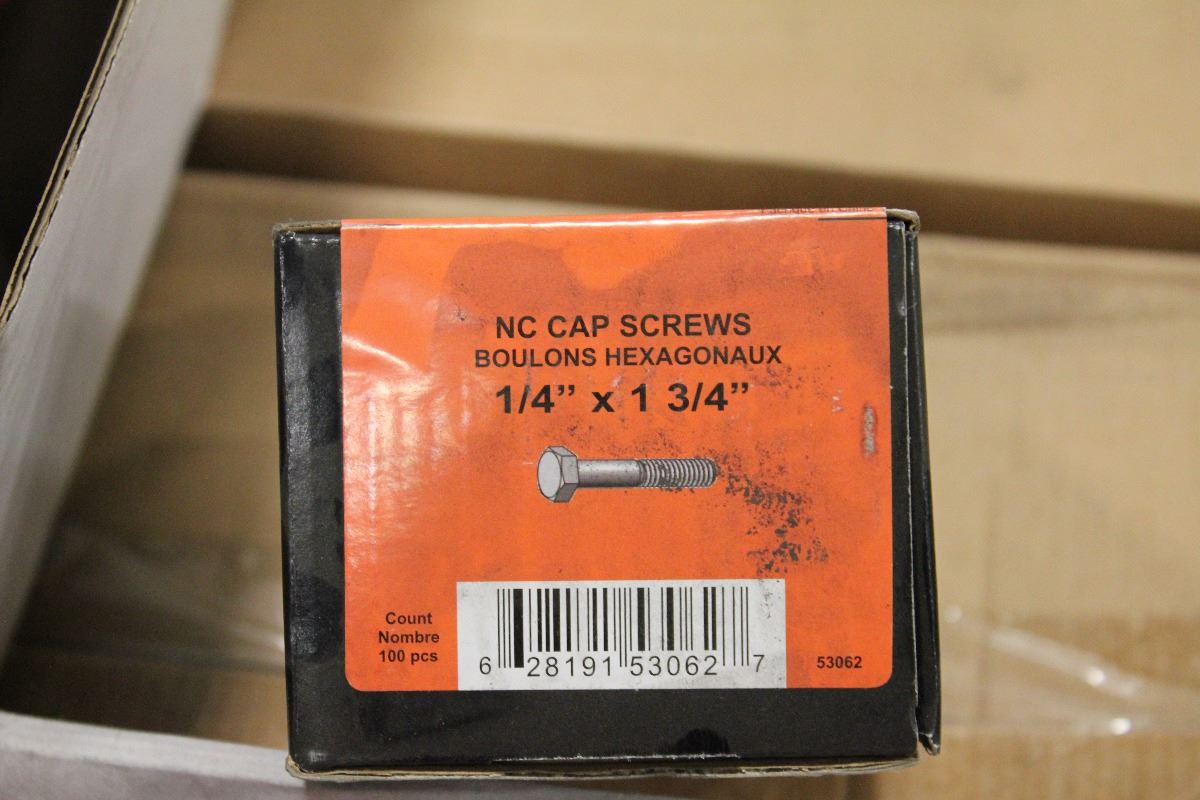 NC CAP SCREWS
BOULONS HEXAGONAUX
1/4” x 1 3/4”
Count
Nombre
100 pcs
6 28191 53062 7
53062